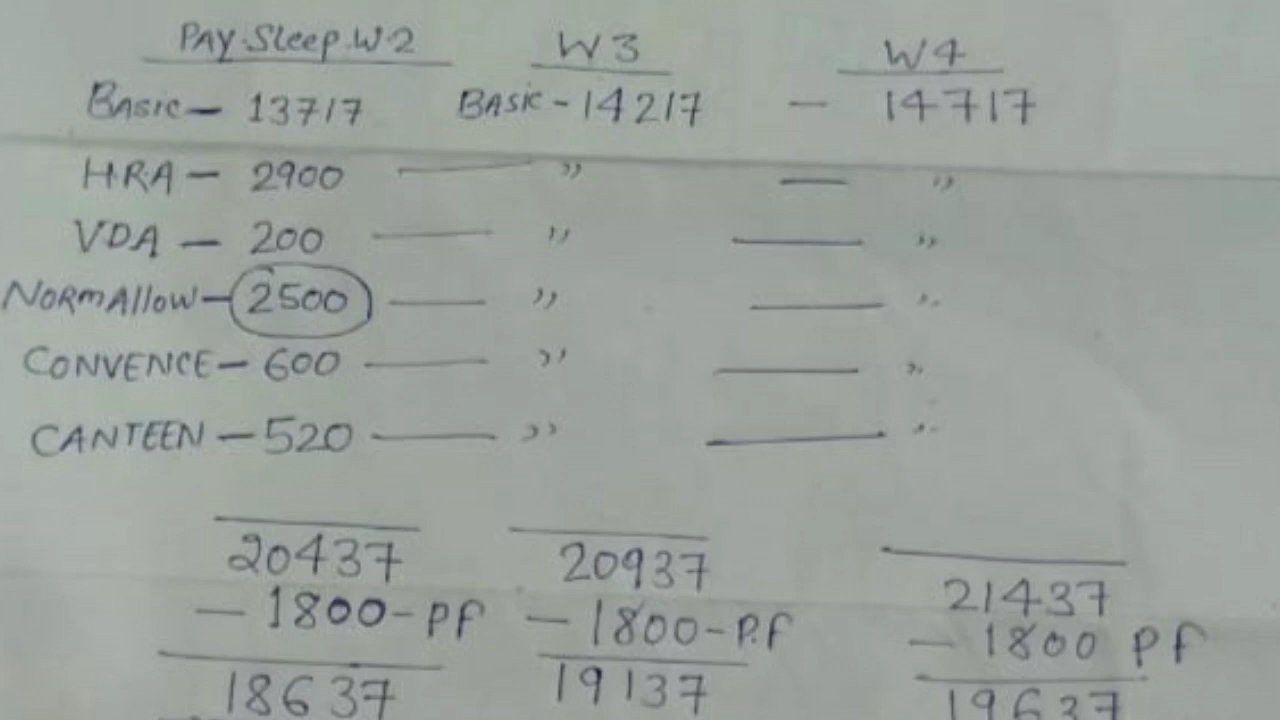 PAY.Sleep.W2 W3 W4
Basic- 13717 BASIC-14217 - 14717
HRA- 2900 — " — "
VDA - 200 — " — "
NORMAllow-2500 — " — "
CONVENCE-600 — " — "
CANTEEN -520 — " — "
20437 20937 21437
-1800-PF -1800-P.F -1800 PF
18637 19137 19637